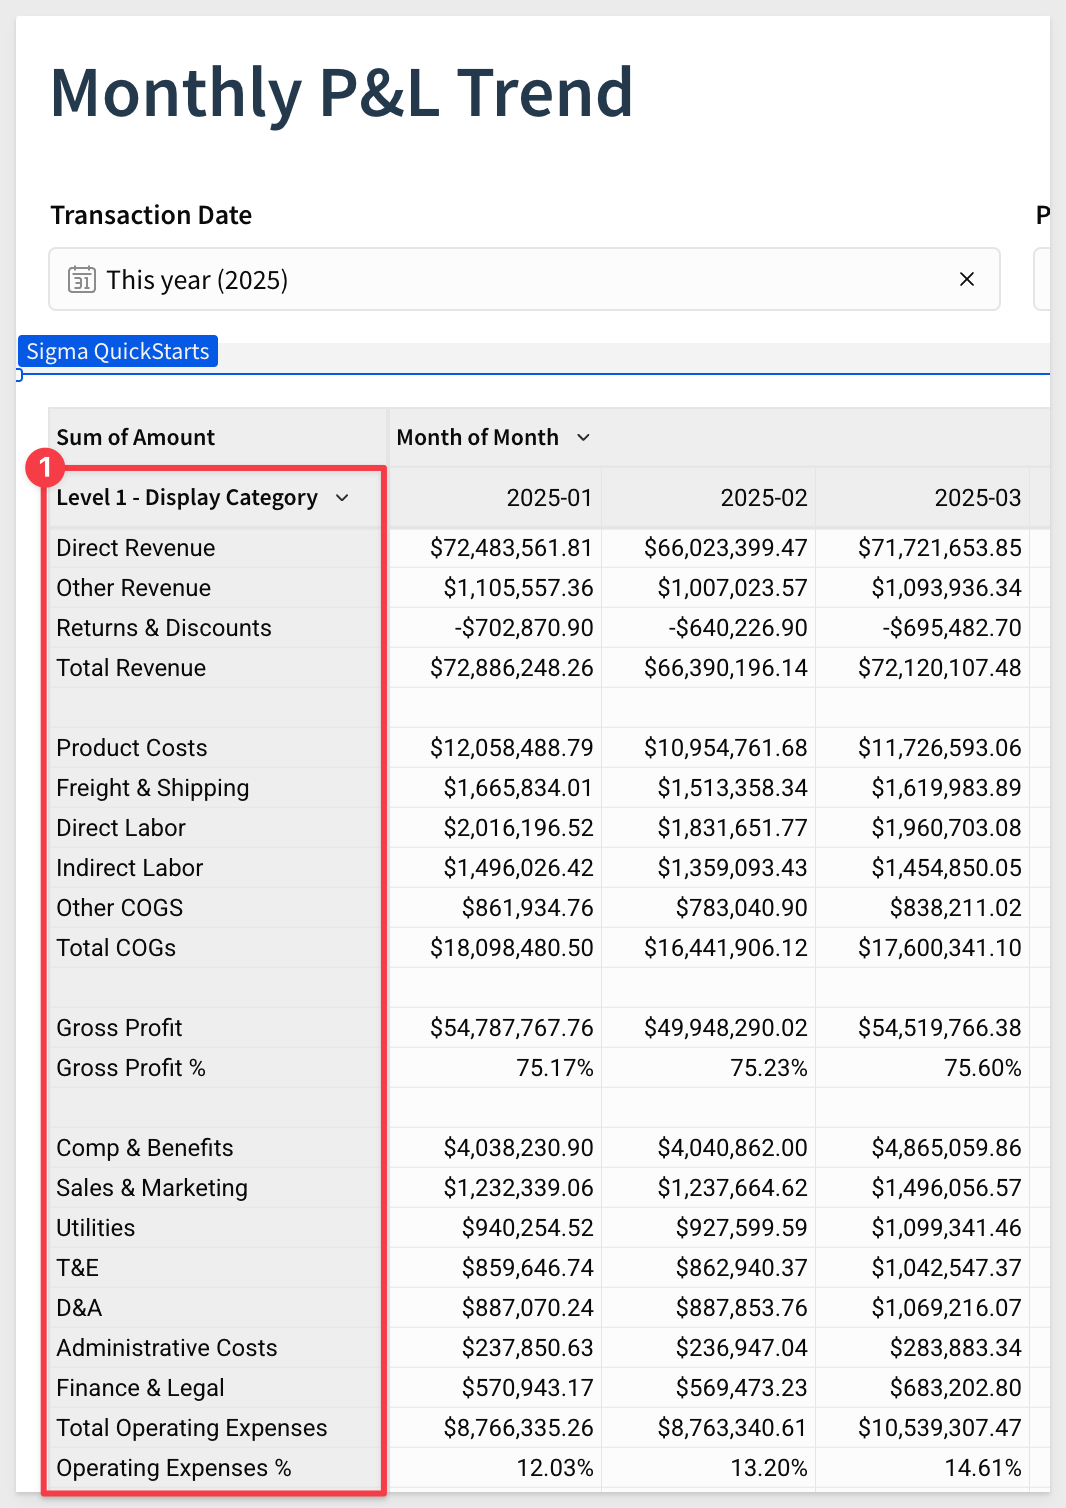 Monthly P&L Trend
Transaction Date P
31 This year (2025)
Sigma QuickStarts
Sum of Amount Month of Month
1
Level 1 - Display Category 2025-01 2025-02 2025-03
Direct Revenue $72,483,561.81 $66,023,399.47 $71,721,653.85
Other Revenue $1,105,557.36 $1,007,023.57 $1,093,936.34
Returns & Discounts -$702,870.90 -$640,226.90 -$695,482.70
Total Revenue $72,886,248.26 $66,390,196.14 $72,120,107.48
Product Costs $12,058,488.79 $10,954,761.68 $11,726,593.06
Freight & Shipping $1,665,834.01 $1,513,358.34 $1,619,983.89
Direct Labor $2,016,196.52 $1,831,651.77 $1,960,703.08
Indirect Labor $1,496,026.42 $1,359,093.43 $1,454,850.05
Other COGS $861,934.76 $783,040.90 $838,211.02
Total COGs $18,098,480.50 $16,441,906.12 $17,600,341.10
Gross Profit $54,787,767.76 $49,948,290.02 $54,519,766.38
Gross Profit % 75.17% 75.23% 75.60%
Comp & Benefits $4,038,230.90 $4,040,862.00 $4,865,059.86
Sales & Marketing $1,232,339.06 $1,237,664.62 $1,496,056.57
Utilities $940,254.52 $927,599.59 $1,099,341.46
T&E $859,646.74 $862,940.37 $1,042,547.37
D&A $887,070.24 $887,853.76 $1,069,216.07
Administrative Costs $237,850.63 $236,947.04 $283,883.34
Finance & Legal $570,943.17 $569,473.23 $683,202.80
Total Operating Expenses $8,766,335.26 $8,763,340.61 $10,539,307.47
Operating Expenses % 12.03% 13.20% 14.61%